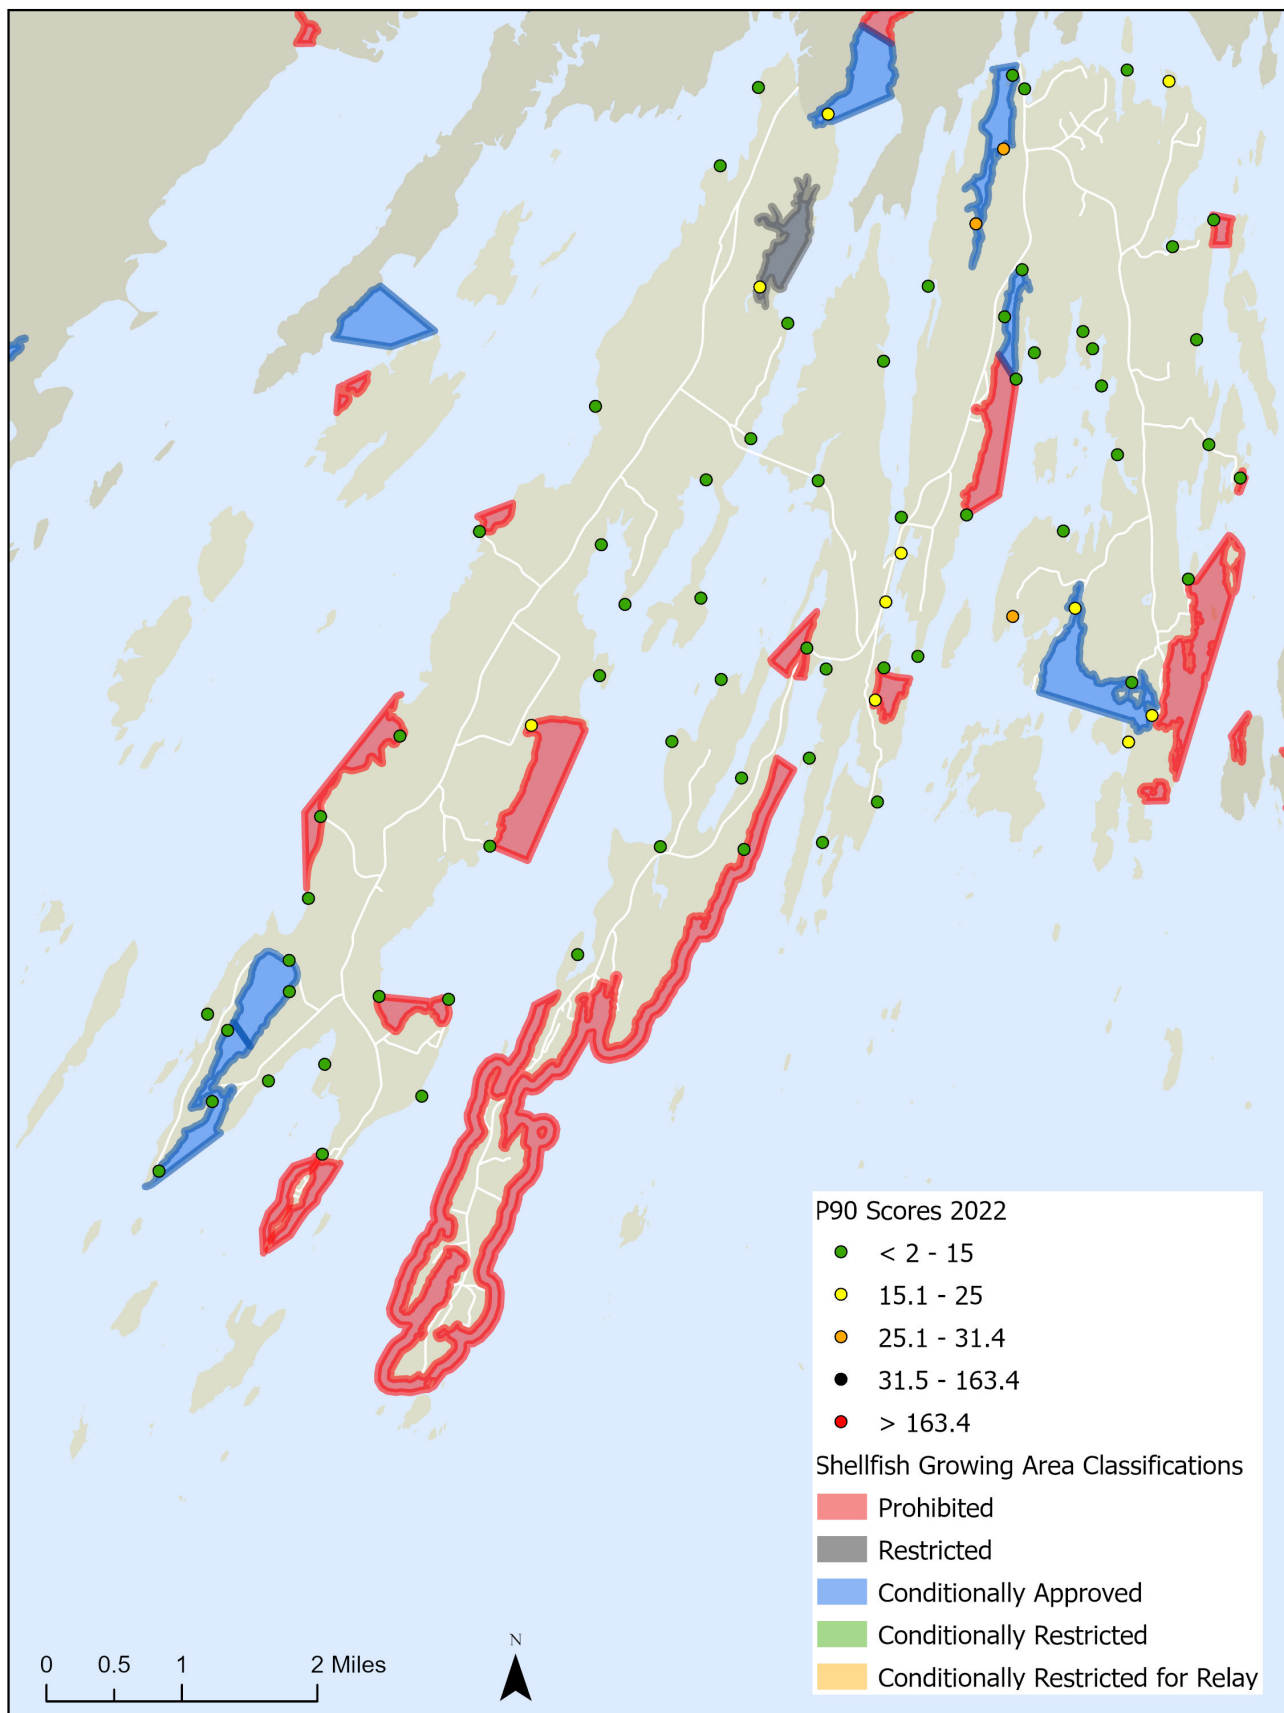 P90 Scores 2022
< 2 - 15
15.1 - 25
25.1 - 31.4
31.5 - 163.4
> 163.4
Shellfish Growing Area Classifications
Prohibited
Restricted
Conditionally Approved
Conditionally Restricted
Conditionally Restricted for Relay
N
0 0.5 1 2 Miles